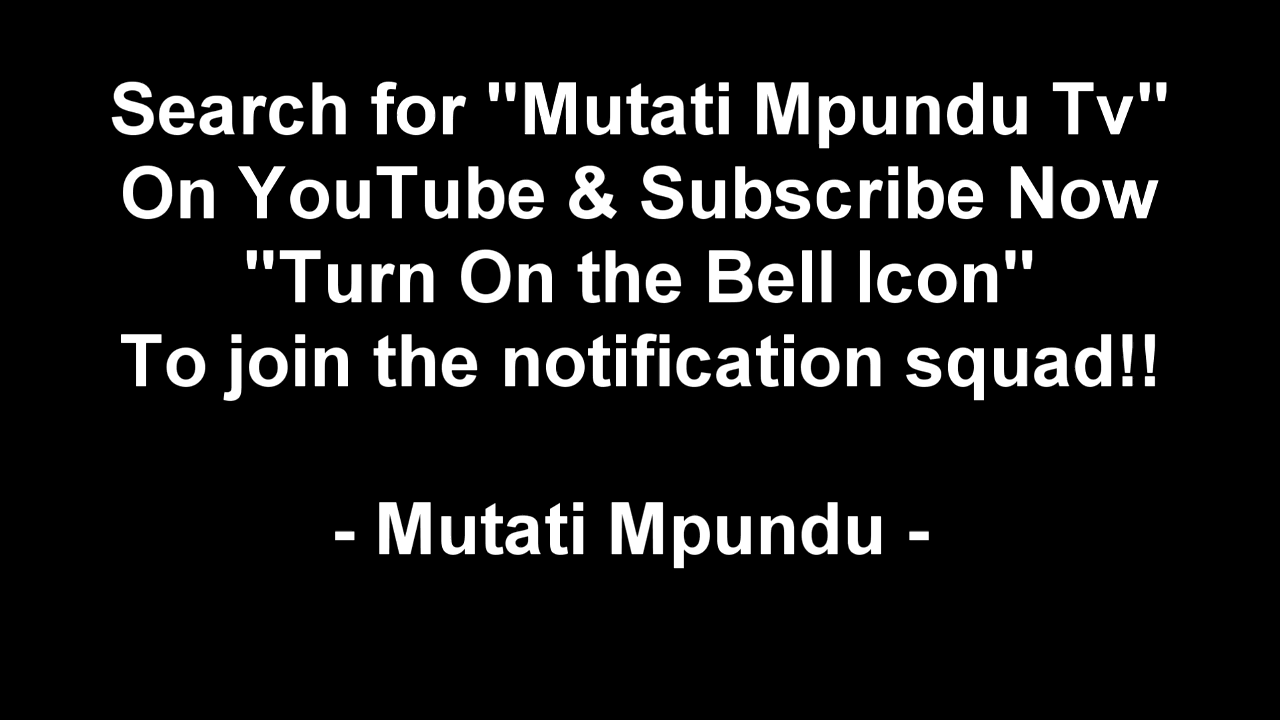 Search for "Mutati Mpundu Tv"
On YouTube & Subscribe Now
"Turn On the Bell Icon"
To join the notification squad!!
- Mutati Mpundu -